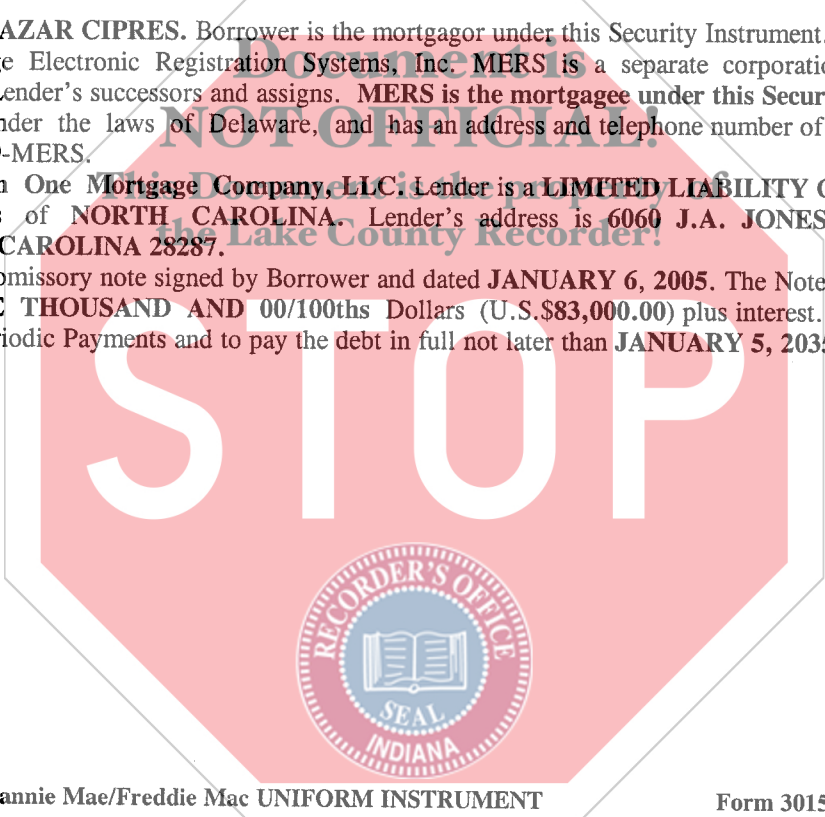 AZAR CIPRES. Borrower is the mortgagor under this Security Instrument.
Electronic Registration Systems, Inc. MERS is a separate corporatio
ender's successors and assigns. MERS is the mortgagee under this Secur
nder the laws of Delaware, and has an address and telephone number of
-MERS.
One Mortgage Company, LLC. Lender is a LIMITED LIABILITY
of NORTH CAROLINA. Lender's address is 6060 J.A. JONES
CAROLINA 28287.
omissory note signed by Borrower and dated JANUARY 6, 2005. The Note
THOUSAND AND 00/100ths Dollars (U.S.$83,000.00) plus interest.
riodic Payments and to pay the debt in full not later than JANUARY 5, 2035
Document is
NOT OFFICIAL!
This Document is the property of
the Lake County Recorder!
STOP
RECORDER'S OFFICE
SEAL
INDIANA
annie Mae/Freddie Mac UNIFORM INSTRUMENT Form 3015